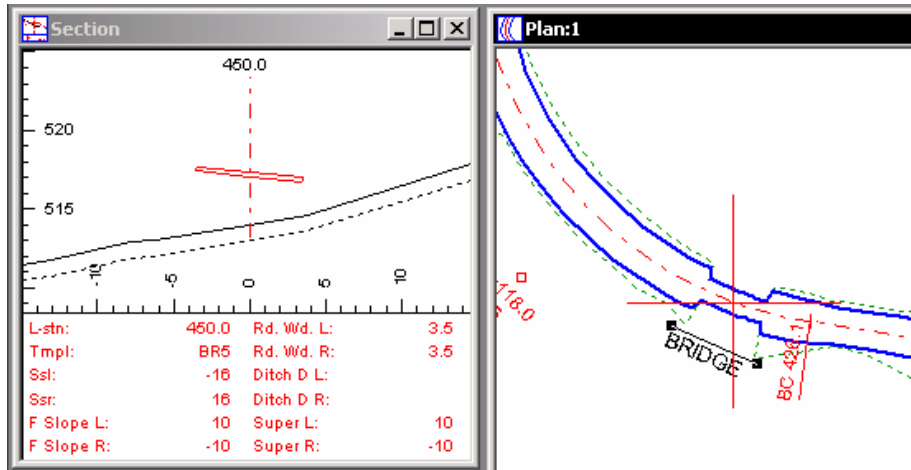 Section
Plan:1
450.0
520
515
-10
-5
0
5
10
L-stn: 450.0 Rd. Wd. L: 3.5
Tmpl: BR5 Rd. Wd. R: 3.5
Ssl: -16 Ditch D L:
Ssr: 16 Ditch D R:
F Slope L: 10 Super L: 10
F Slope R: -10 Super R: -10
118.0
BRIDGE
BC 426.1